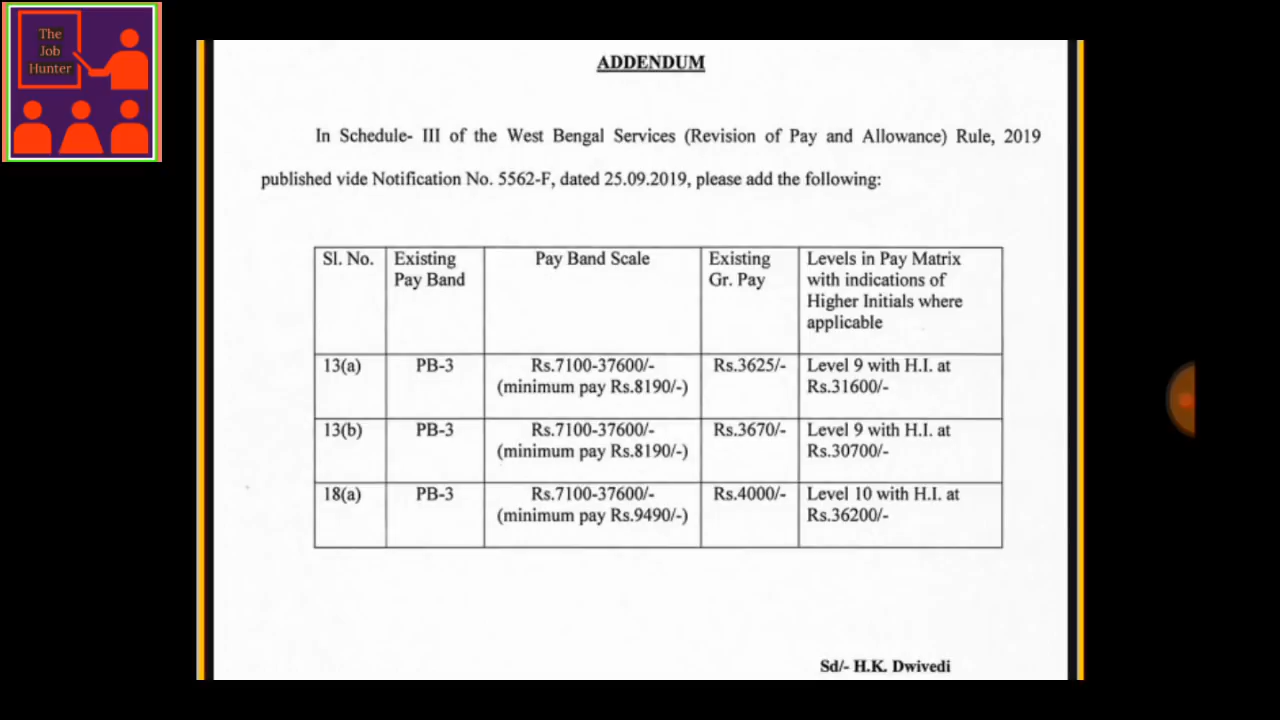 The
Job
Hunter
ADDENDUM
In Schedule- III of the West Bengal Services (Revision of Pay and Allowance) Rule, 2019
published vide Notification No. 5562-F, dated 25.09.2019, please add the following:
Sl. No. Existing Pay Band Scale Existing Levels in Pay Matrix
Pay Band Gr. Pay with indications of
Higher Initials where
applicable
13(a) PB-3 Rs.7100-37600/- Rs.3625/- Level 9 with H.I. at
(minimum pay Rs.8190/-) Rs.31600/-
13(b) PB-3 Rs.7100-37600/- Rs.3670/- Level 9 with H.I. at
(minimum pay Rs.8190/-) Rs.30700/-
18(a) PB-3 Rs.7100-37600/- Rs.4000/- Level 10 with H.I. at
(minimum pay Rs.9490/-) Rs.36200/-
Sd/- H.K. Dwivedi